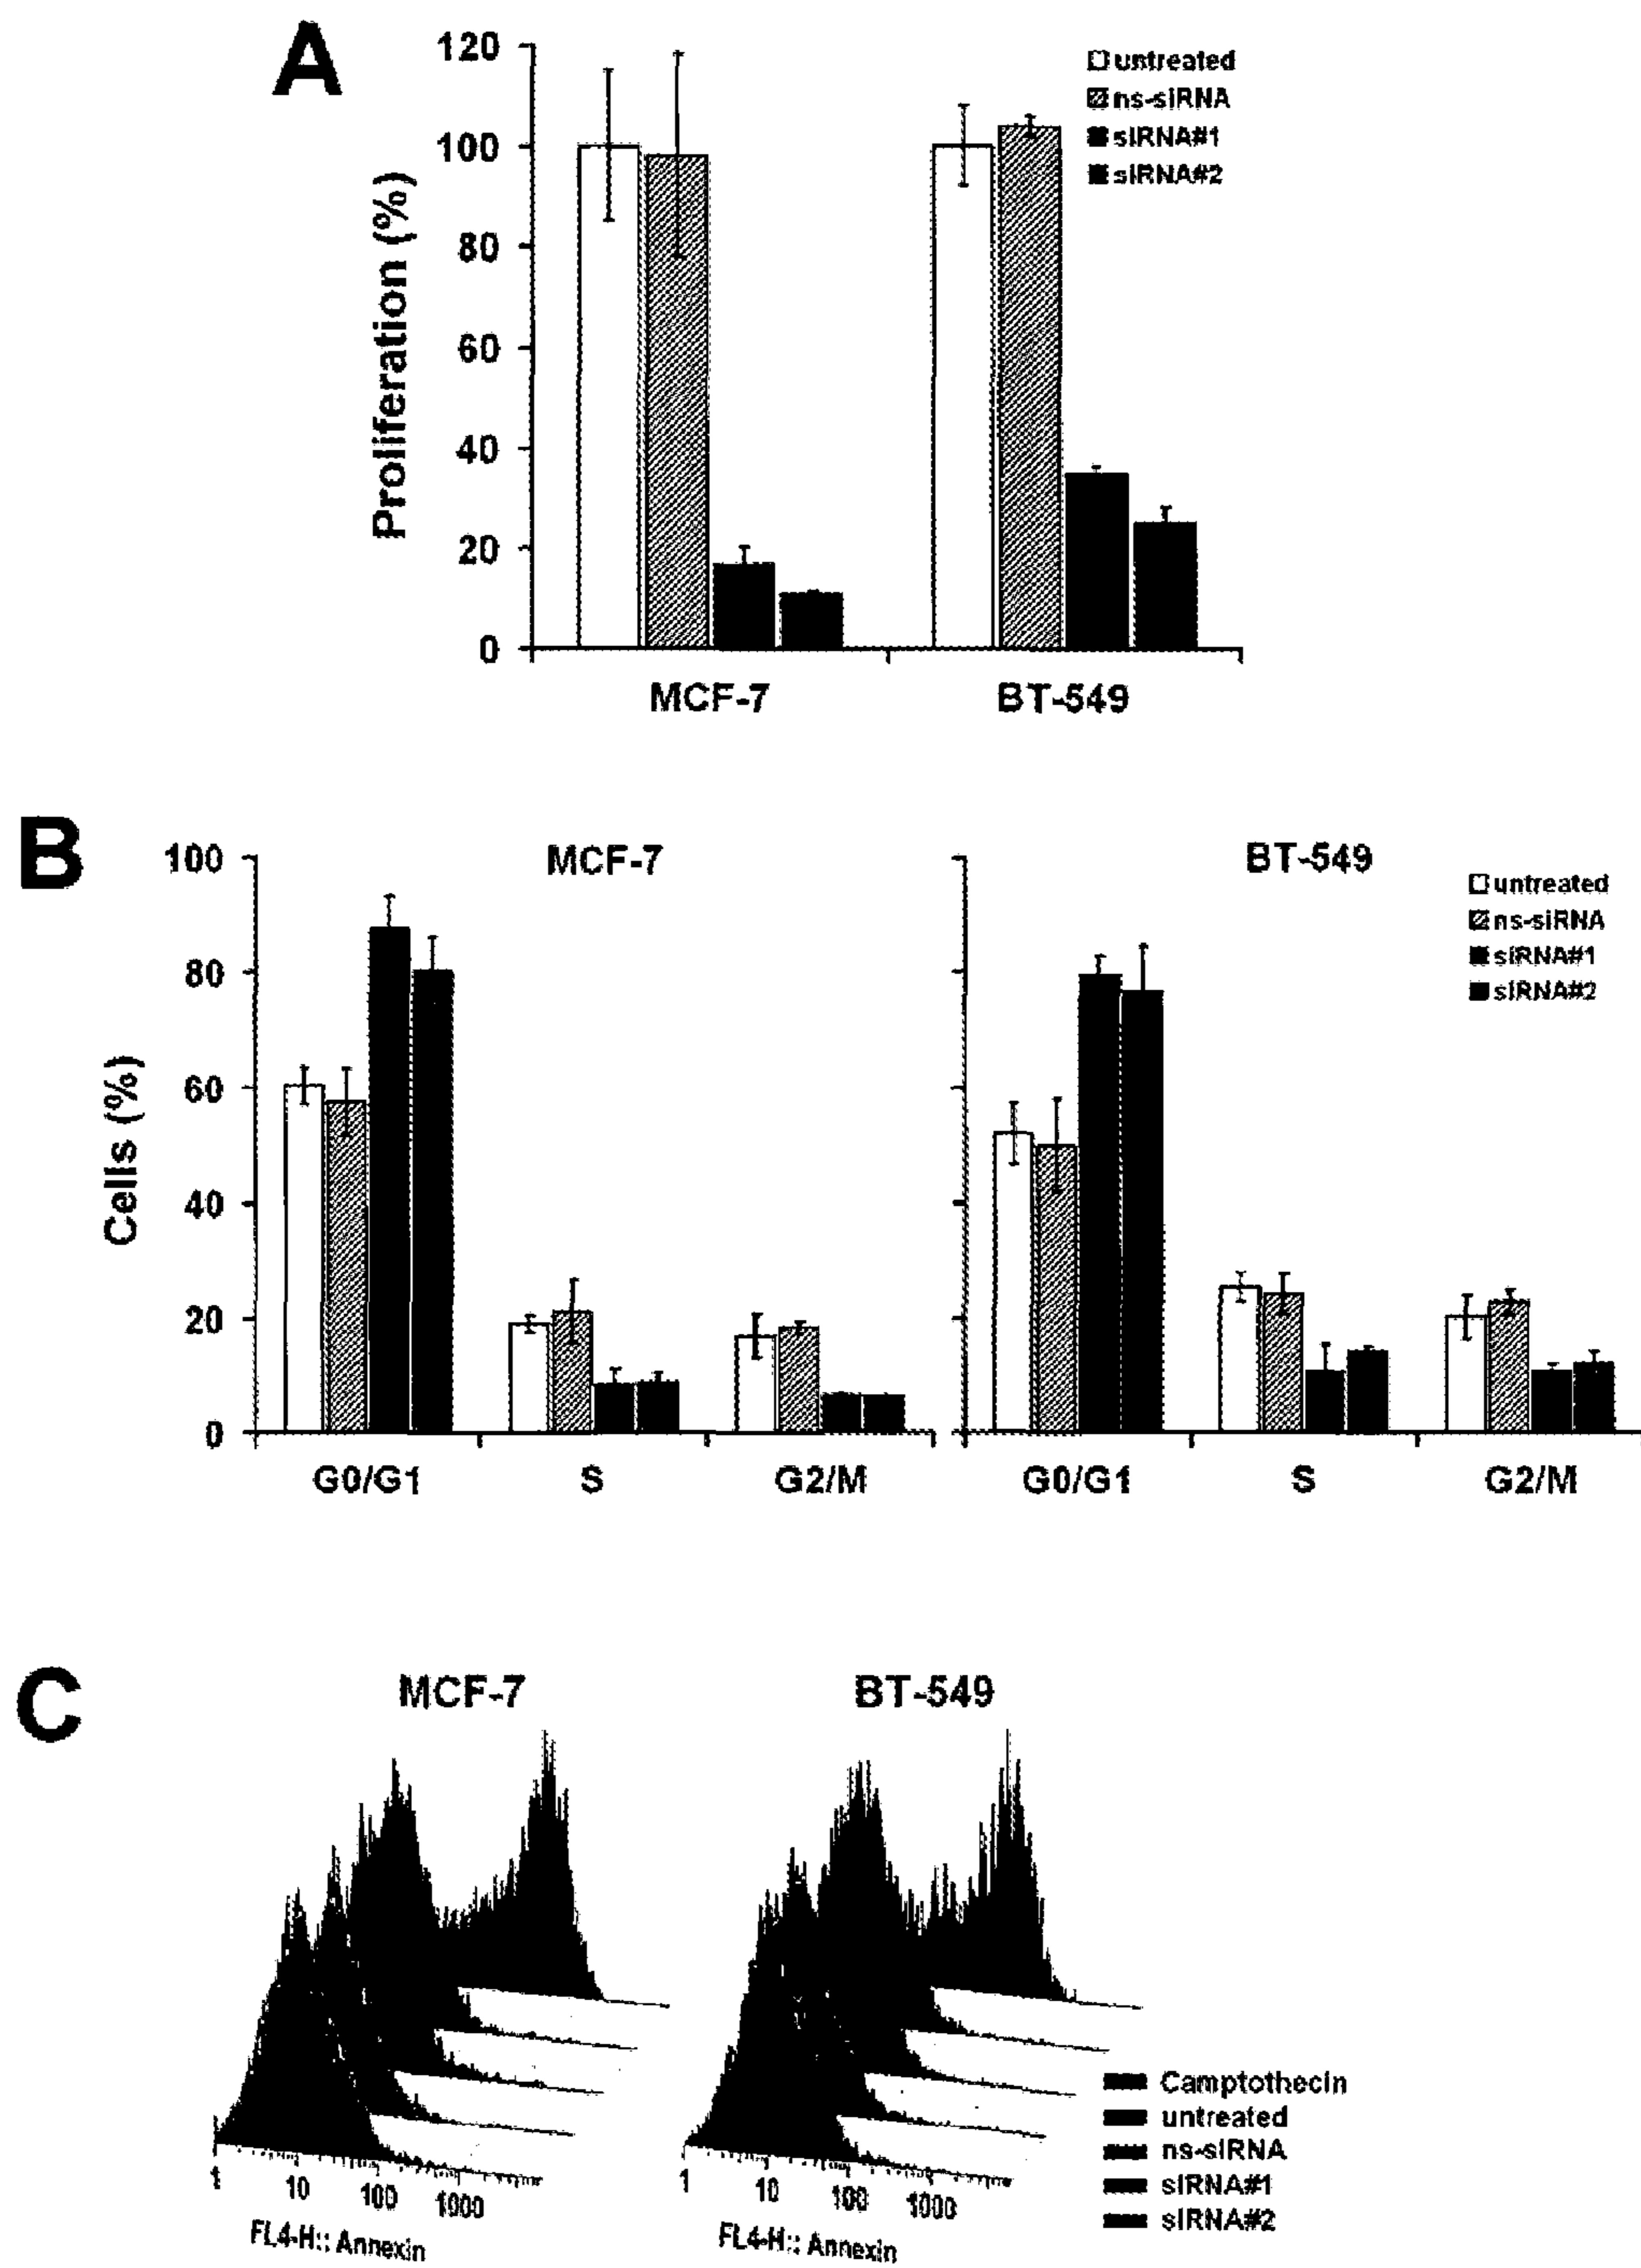 A
120
100
80
60
40
20
0
Proliferation (%)
untreated
ns-siRNA
siRNA#1
siRNA#2
MCF-7 BT-549
B
MCF-7 BT-549
100
80
60
40
20
0
Cells (%)
untreated
ns-siRNA
siRNA#1
siRNA#2
G0/G1 S G2/M G0/G1 S G2/M
C
MCF-7 BT-549
Camptothecin
untreated
ns-siRNA
siRNA#1
siRNA#2
1 10 100 1000 1 10 100 1000
FL4-H:: Annexin FL4-H:: Annexin